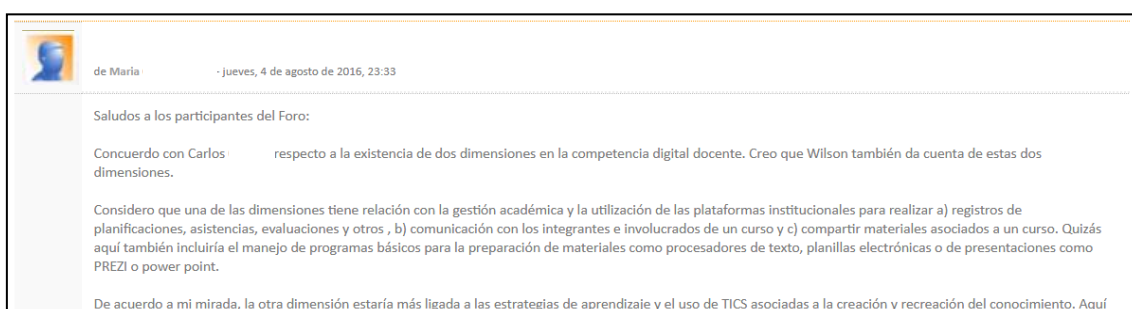 de Maria - jueves, 4 de agosto de 2016, 23:33
Saludos a los participantes del Foro:
Concuerdo con Carlos respecto a la existencia de dos dimensiones en la competencia digital docente. Creo que Wilson también da cuenta de estas dos
dimensiones.
Considero que una de las dimensiones tiene relación con la gestión académica y la utilización de las plataformas institucionales para realizar a) registros de
planificaciones, asistencias, evaluaciones y otros , b) comunicación con los integrantes e involucrados de un curso y c) compartir materiales asociados a un curso. Quizás
aquí también incluiría el manejo de programas básicos para la preparación de materiales como procesadores de texto, planillas electrónicas o de presentaciones como
PREZI o power point.
De acuerdo a mi mirada, la otra dimensión estaría más ligada a las estrategias de aprendizaje y el uso de TICS asociadas a la creación y recreación del conocimiento. Aquí